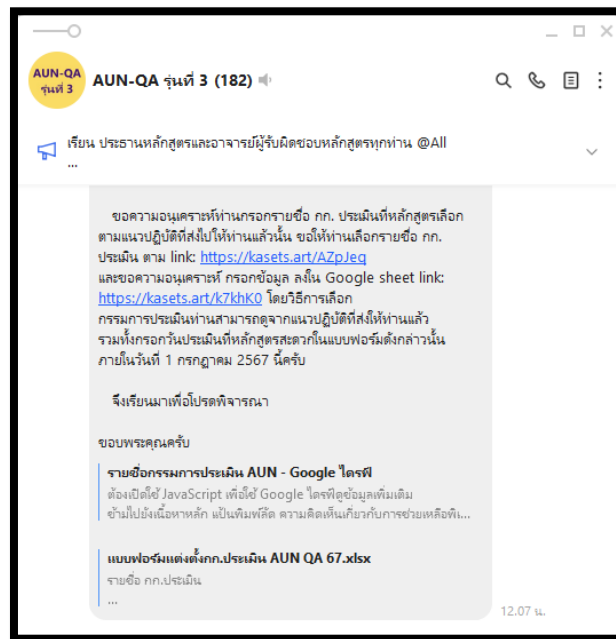 AUN-QA
รุ่นที่ 3
AUN-QA รุ่นที่ 3 (182)
เรียน ประธานหลักสูตรและอาจารย์ผู้รับผิดชอบหลักสูตรทุกท่าน @All
...
ขอความอนุเคราะห์ท่านกรอกรายชื่อ กก. ประเมินที่หลักสูตรเลือก
ตามแนวปฏิบัติที่ส่งไปให้ท่านแล้วนั้น ขอให้ท่านเลือกรายชื่อ กก.
ประเมิน ตาม link: https://kasets.art/AZpJeq
และขอความอนุเคราะห์ กรอกข้อมูล ลงใน Google sheet link:
https://kasets.art/k7khK0 โดยวิธีการเลือก
กรรมการประเมินท่านสามารถดูจากแนวปฏิบัติที่ส่งให้ท่านแล้ว
รวมทั้งกรอกวันประเมินที่หลักสูตรสะดวกในแบบฟอร์มดังกล่าวนั้น
ภายในวันที่ 1 กรกฎาคม 2567 นี้ครับ
จึงเรียนมาเพื่อโปรดพิจารณา
ขอบพระคุณครับ
รายชื่อกรรมการประเมิน AUN - Google ไดรฟ์
ต้องเปิดใช้ JavaScript เพื่อใช้ Google ไดรฟ์ดูข้อมูลเพิ่มเติม
ข้ามไปยังเนื้อหาหลัก แป้นพิมพ์ลัด ความคิดเห็นเกี่ยวกับการช่วยเหลือพิ...
แบบฟอร์มแต่งตั้งกก.ประเมิน AUN QA 67.xlsx
รายชื่อ กก.ประเมิน
...
12.07 น.